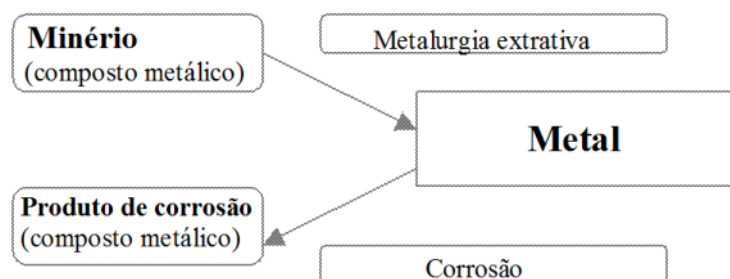 Minério
(composto metálico)
Metalurgia extrativa
Metal
Produto de corrosão
(composto metálico)
Corrosão